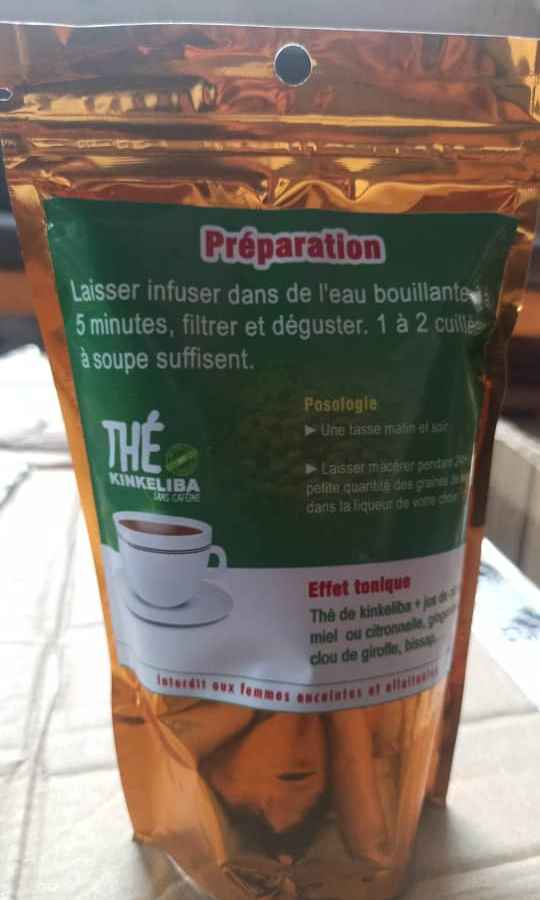 Préparation
Laisser infuser dans de l'eau bouillante
5 minutes, filtrer et déguster. 1 à 2
à soupe suffisent.
Posologie
► Une tasse matin et soir
► Laisser macérer pendant
petite quantité des graines de
dans la liqueur de votre choix
THÉ
KINKELIBA
SANS CAFÉINE
Effet tonique
Thé de kinkeliba + jus de
miel ou citronnelle,
clou de girofle, bissap...
Interdit aux femmes enceintes et